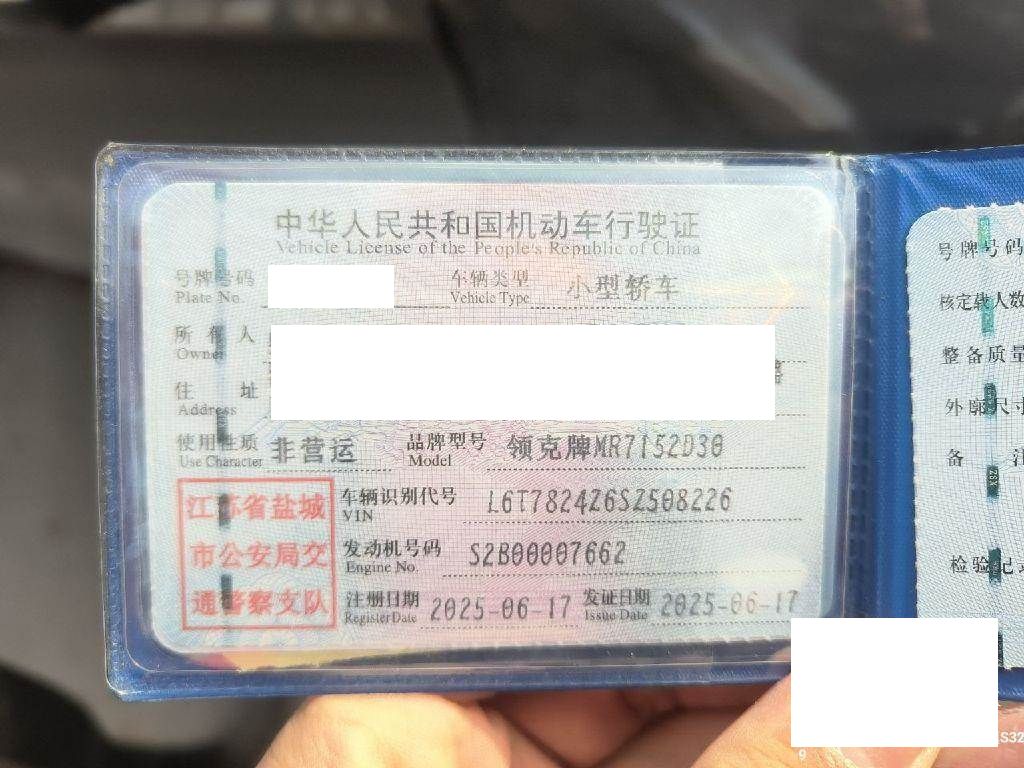 中华人民共和国机动车行驶证
Vehicle License of the People's Republic of China
号牌号码 车辆类型 小型轿车
Plate No. Vehicle Type
所有人
Owner
住址
Address
使用性质 非营运 品牌型号 领克牌MR7152D30
Use Character Model
江苏省盐城
市公安局交
通警察支队
车辆识别代号 L6T7824Z6SZ508226
VIN
发动机号码 S2B00007662
Engine No.
注册日期 2025-06-17 发证日期 2025-06-17
Register Date Issue Date
号牌号码
核定载人数
整备质量
外廓尺寸
备注
检验记录